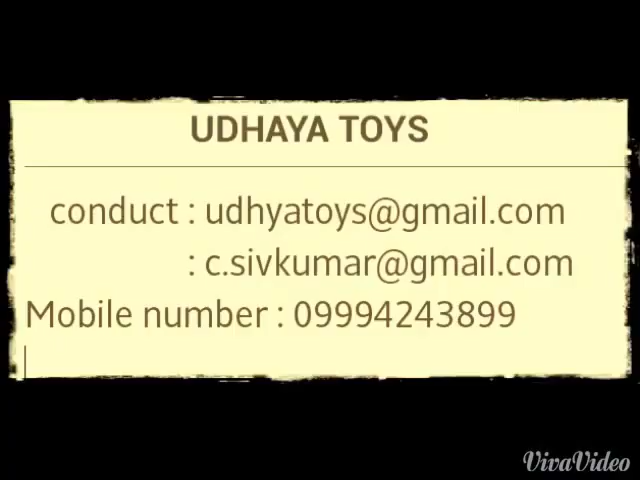 UDHAYA TOYS
conduct : udhyatoys@gmail.com
: c.sivkumar@gmail.com
Mobile number : 09994243899
VivaVideo